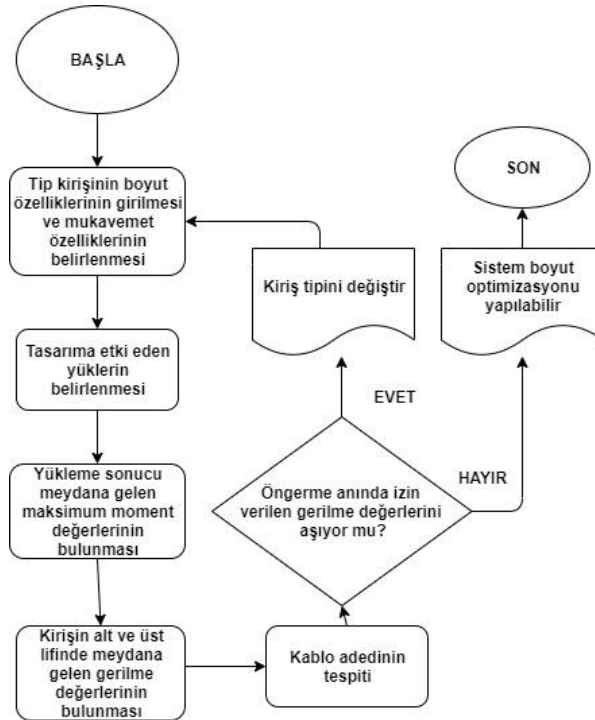 BAŞLA
Tip kirişinin boyut
özelliklerinin girilmesi
ve mukavemet
özelliklerinin
belirlenmesi
Tasarıma etki eden
yüklerin
belirlenmesi
Yükleme sonucu
meydana gelen
maksimum moment
değerlerinin
bulunması
Kirişin alt ve üst
lifinde meydana
gelen gerilme
değerlerinin
bulunması
Kablo adedinin
tespiti
Öngerme anında izin
verilen gerilme değerlerini
aşıyor mu?
EVET
Kiriş tipini değiştir
HAYIR
Sistem boyut
optimizasyonu
yapılabilir
SON